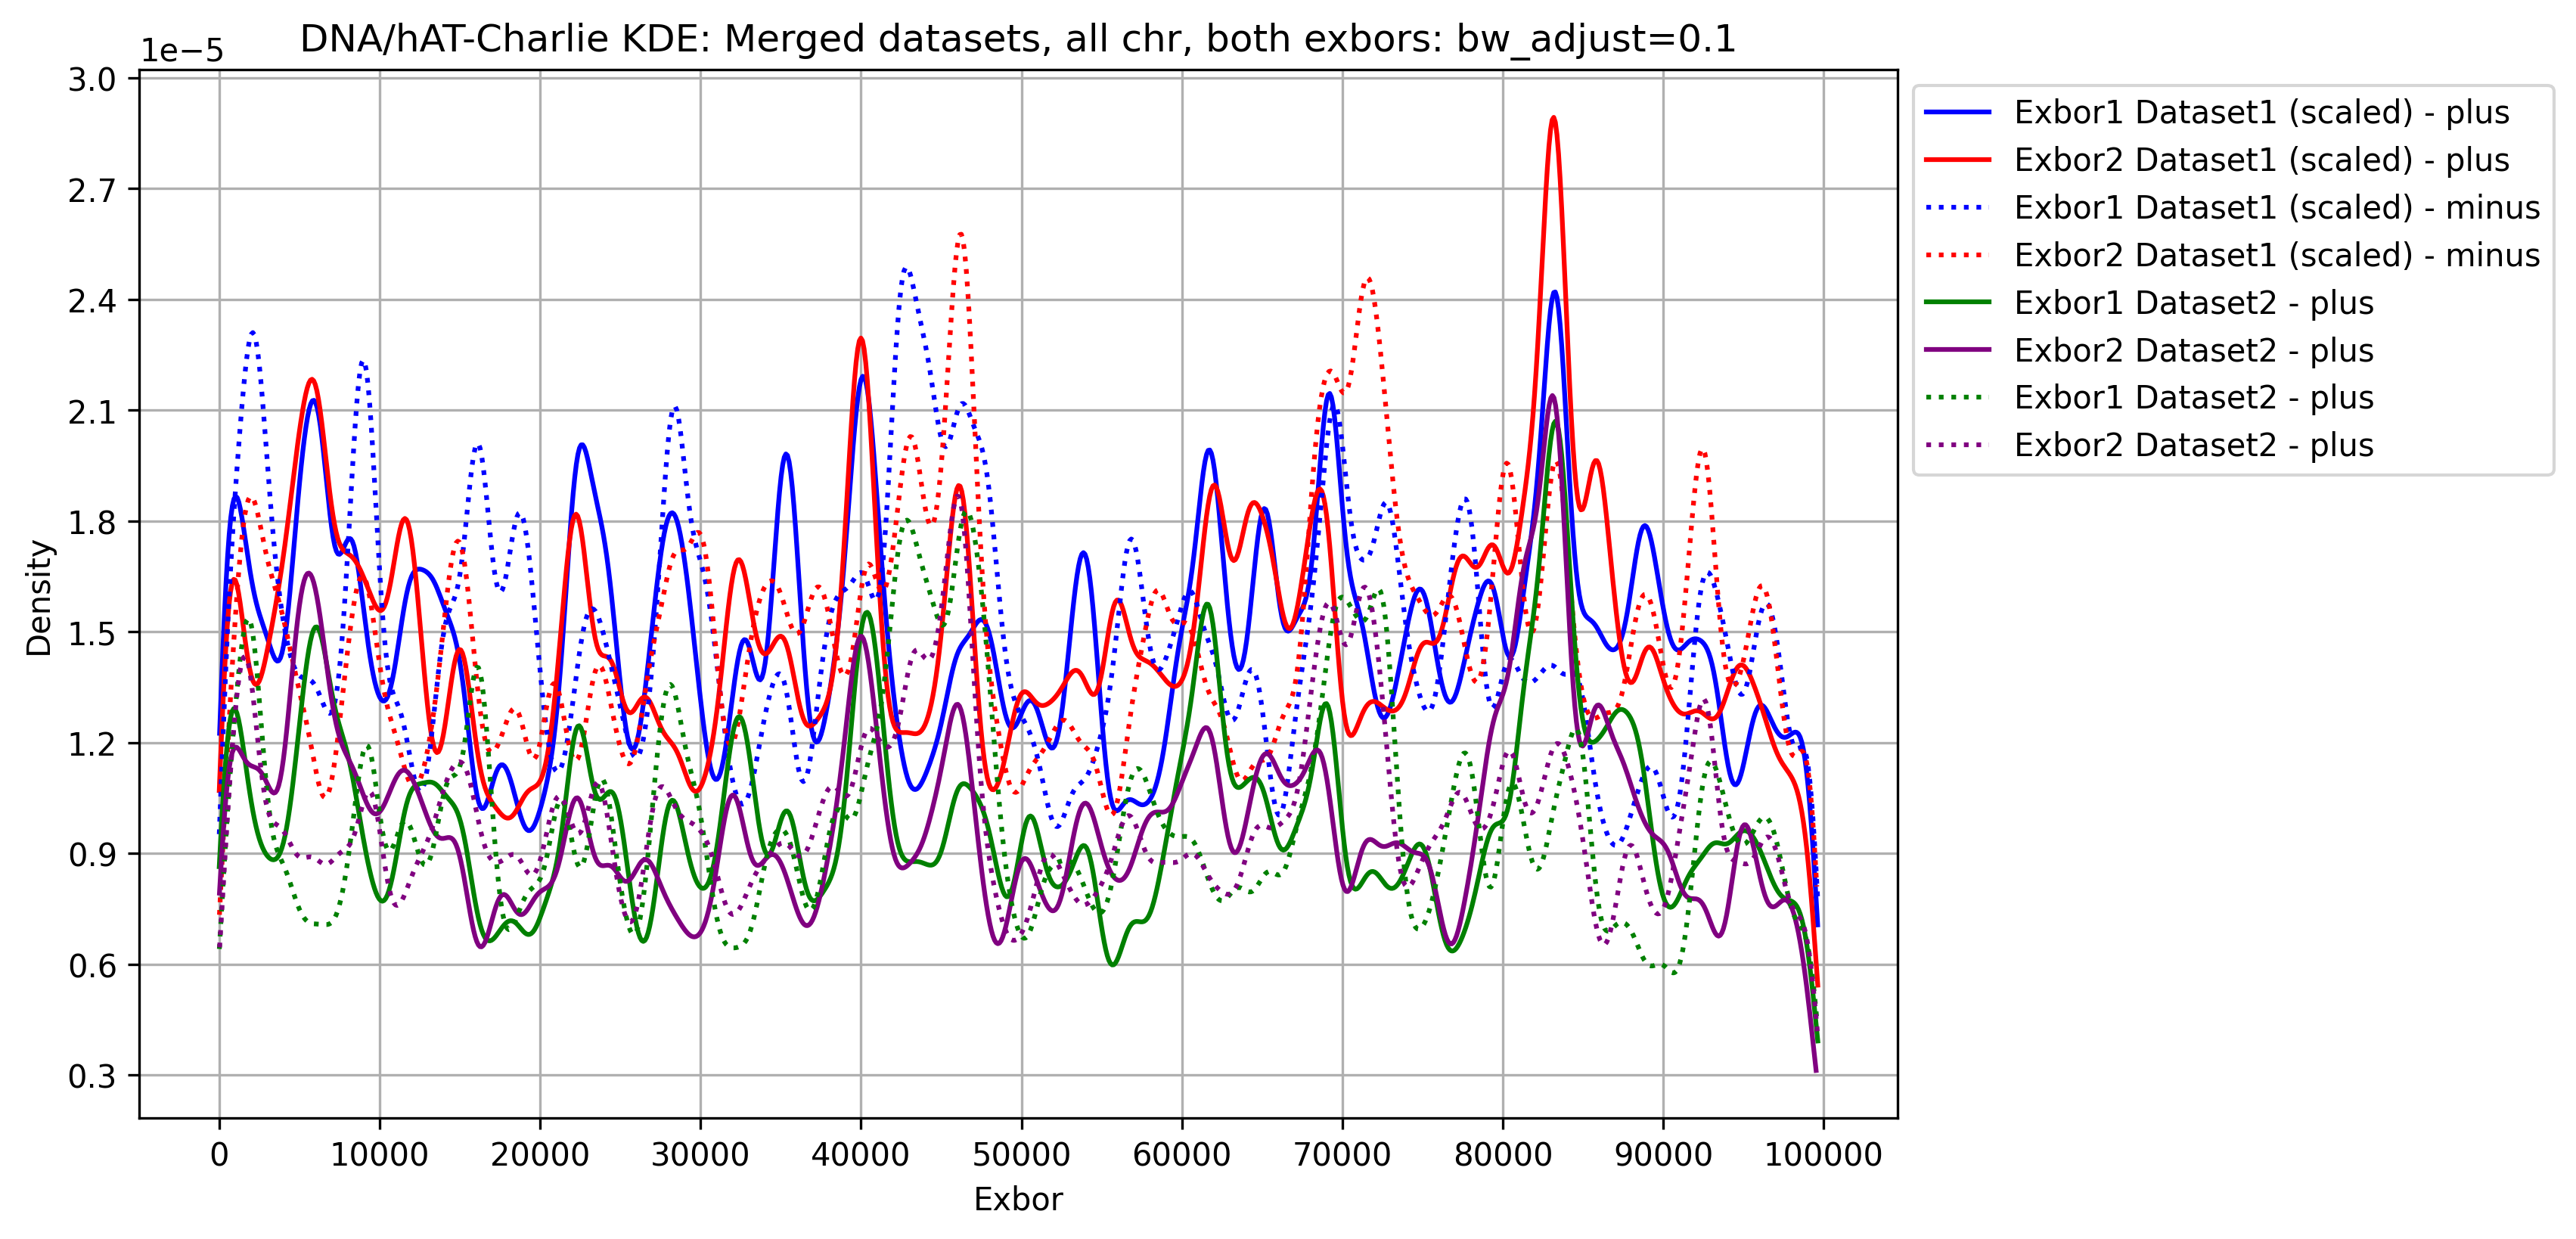 DNA/hAT-Charlie KDE: Merged datasets, all chr, both exbors: bw_adjust=0.1
1e−5
3.0
2.7
2.4
2.1
1.8
1.5
1.2
0.9
0.6
0.3
Density
0 10000 20000 30000 40000 50000 60000 70000 80000 90000 100000
Exbor
Exbor1 Dataset1 (scaled) - plus
Exbor2 Dataset1 (scaled) - plus
Exbor1 Dataset1 (scaled) - minus
Exbor2 Dataset1 (scaled) - minus
Exbor1 Dataset2 - plus
Exbor2 Dataset2 - plus
Exbor1 Dataset2 - plus
Exbor2 Dataset2 - plus